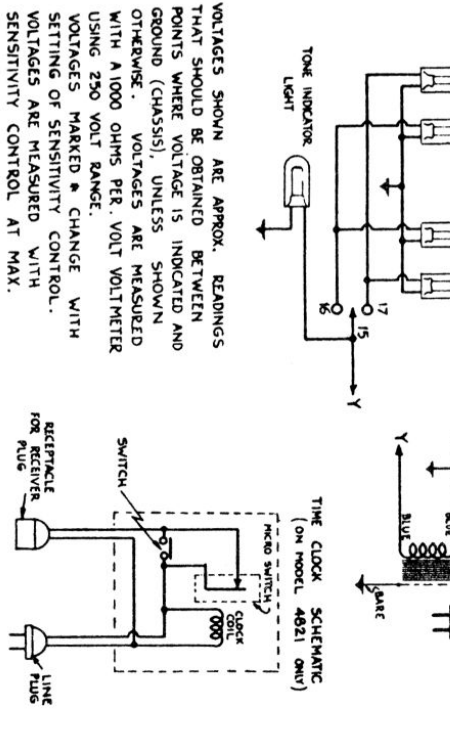 TONE INDICATOR
LIGHT
17
15
16
Y
VOLTAGES SHOWN ARE APPROX. READINGS
THAT SHOULD BE OBTAINED BETWEEN
POINTS WHERE VOLTAGE IS INDICATED AND
GROUND (CHASSIS), UNLESS SHOWN
OTHERWISE. VOLTAGES ARE MEASURED
WITH A 1000 OHMS PER. VOLT VOLTMETER
USING 250 VOLT RANGE.
VOLTAGES MARKED * CHANGE WITH
SETTING OF SENSITIVITY CONTROL.
VOLTAGES ARE MEASURED WITH
SENSITIVITY CONTROL AT MAX.
Y
BLUE
BLUE
BARE
TIME CLOCK SCHEMATIC
(ON MODEL 4821 ONLY)
MICRO SWITCH
CLOCK
COIL
SWITCH
RECEPTACLE
FOR RECEIVER
PLUG
LINE
PLUG